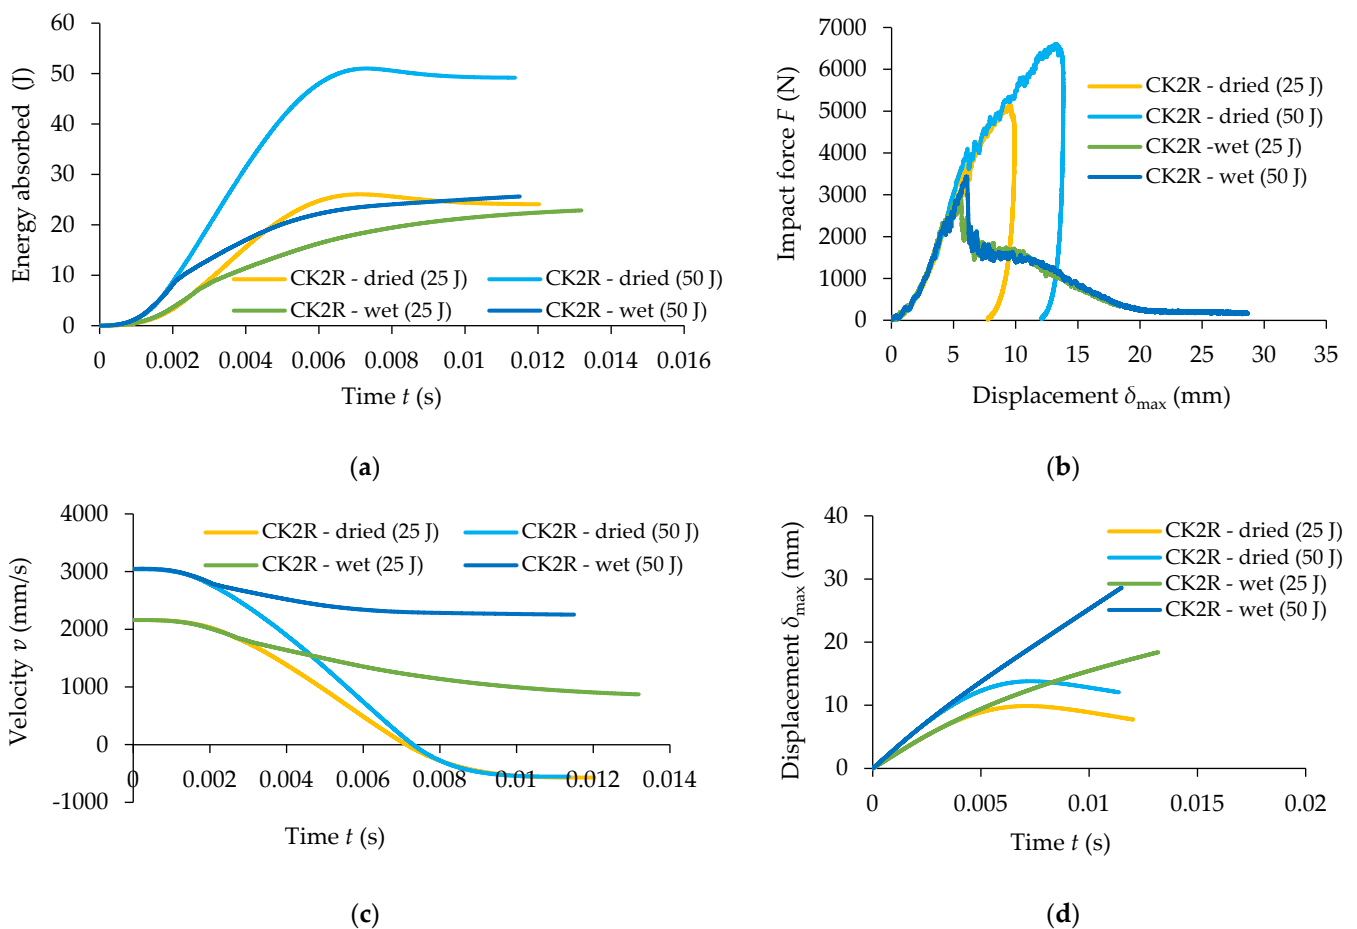 60
50
40
30
20
10
0
Energy absorbed (J)
CK2R - dried (25 J)
CK2R - dried (50 J)
CK2R - wet (25 J)
CK2R - wet (50 J)
0 0.002 0.004 0.006 0.008 0.01 0.012 0.014 0.016
Time t (s)
(a)
7000
6000
5000
4000
3000
2000
1000
0
Impact force F (N)
CK2R - dried (25 J)
CK2R - dried (50 J)
CK2R -wet (25 J)
CK2R - wet (50 J)
0 5 10 15 20 25 30 35
Displacement δmax (mm)
(b)
4000
3000
2000
1000
0
-1000
Velocity v (mm/s)
CK2R - dried (25 J)
CK2R - dried (50 J)
CK2R - wet (25 J)
CK2R - wet (50 J)
0 0.002 0.004 0.006 0.008 0.01 0.012 0.014
Time t (s)
(c)
40
30
20
10
0
Displacement δmax (mm)
CK2R - dried (25 J)
CK2R - dried (50 J)
CK2R - wet (25 J)
CK2R - wet (50 J)
0 0.005 0.01 0.015 0.02
Time t (s)
(d)